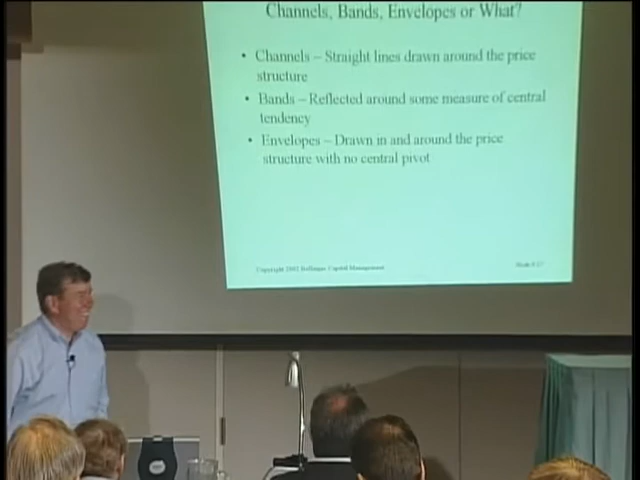 Channels, Bands, Envelopes or What?
• Channels – Straight lines drawn around the price
structure
• Bands – Reflected around some measure of central
tendency
• Envelopes – Drawn in and around the price
structure with no central pivot
Copyright 2002 Capital Management